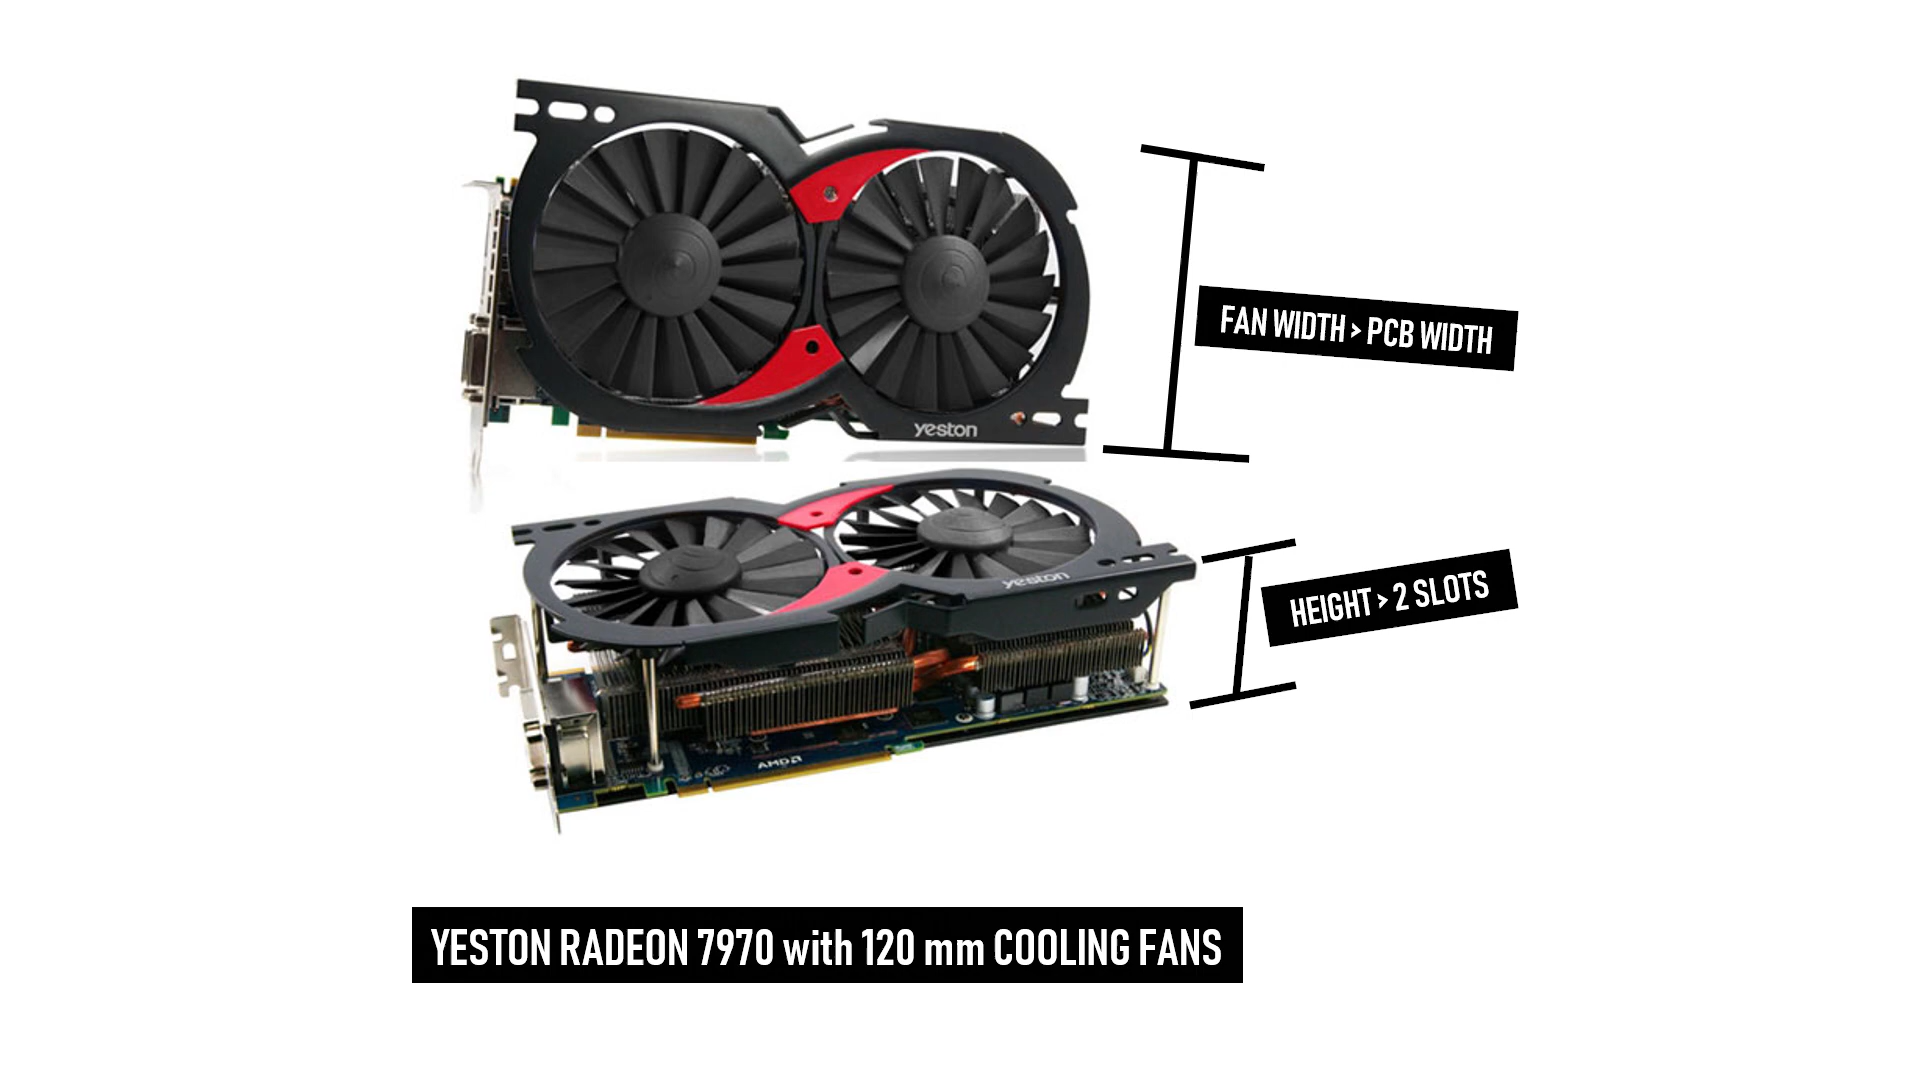 yeston
FAN WIDTH > PCB WIDTH
yeston
HEIGHT > 2 SLOTS
AMD
YESTON RADEON 7970 with 120 mm COOLING FANS